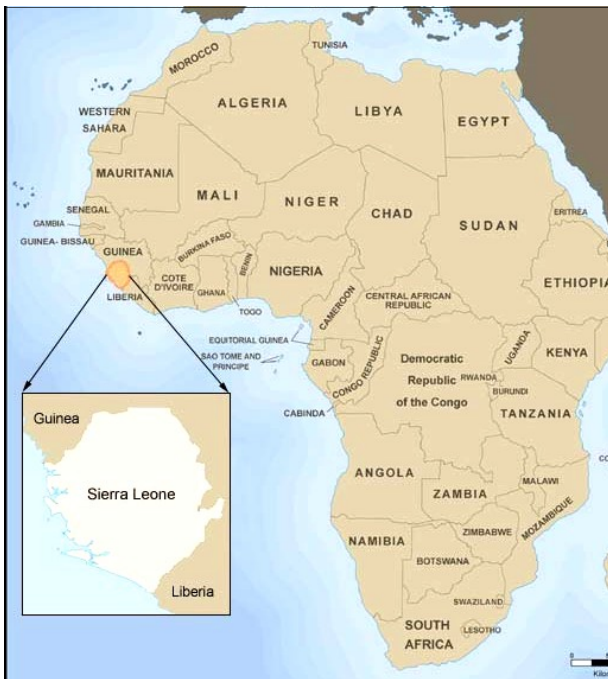 TUNISIA
MOROCCO
ALGERIA
LIBYA
EGYPT
WESTERN
SAHARA
MAURITANIA
MALI
NIGER
CHAD
SUDAN
ERITREA
SENEGAL
GAMBIA
GUINEA- BISSAU
GUINEA
BURKINA FASO
BENIN
NIGERIA
ETHIOPIA
COTE
D'IVOIRE
GHANA
LIBERIA
TOGO
CAMEROON
CENTRAL AFRICAN
REPUBLIC
EQUITORIAL GUINEA
SAO TOME AND
PRINCIPE
GABON
CONGO REPUBLIC
Democratic
Republic
of the Congo
UGANDA
KENYA
RWANDA
BURUNDI
CABINDA
TANZANIA
ANGOLA
ZAMBIA
MALAWI
MOZAMBIQUE
ZIMBABWE
NAMIBIA
BOTSWANA
SWAZILAND
SOUTH
AFRICA
LESOTHO
Guinea
Sierra Leone
Liberia
0